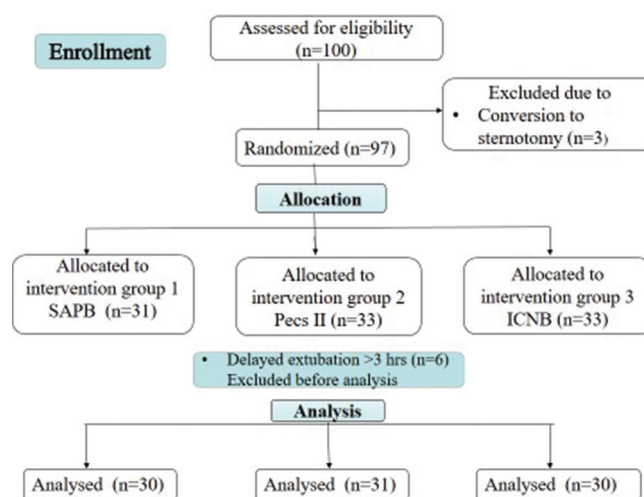 Assessed for eligibility
(n=100)
Enrollment
Excluded due to
• Conversion to
sternotomy (n=3)
Randomized (n=97)
Allocation
Allocated to
intervention group 1
SAPB (n=31)
Allocated to
intervention group 2
Pecs II (n=33)
Allocated to
intervention group 3
ICNB (n=33)
• Delayed extubation >3 hrs (n=6)
Excluded before analysis
Analysis
Analysed (n=30)
Analysed (n=31)
Analysed (n=30)